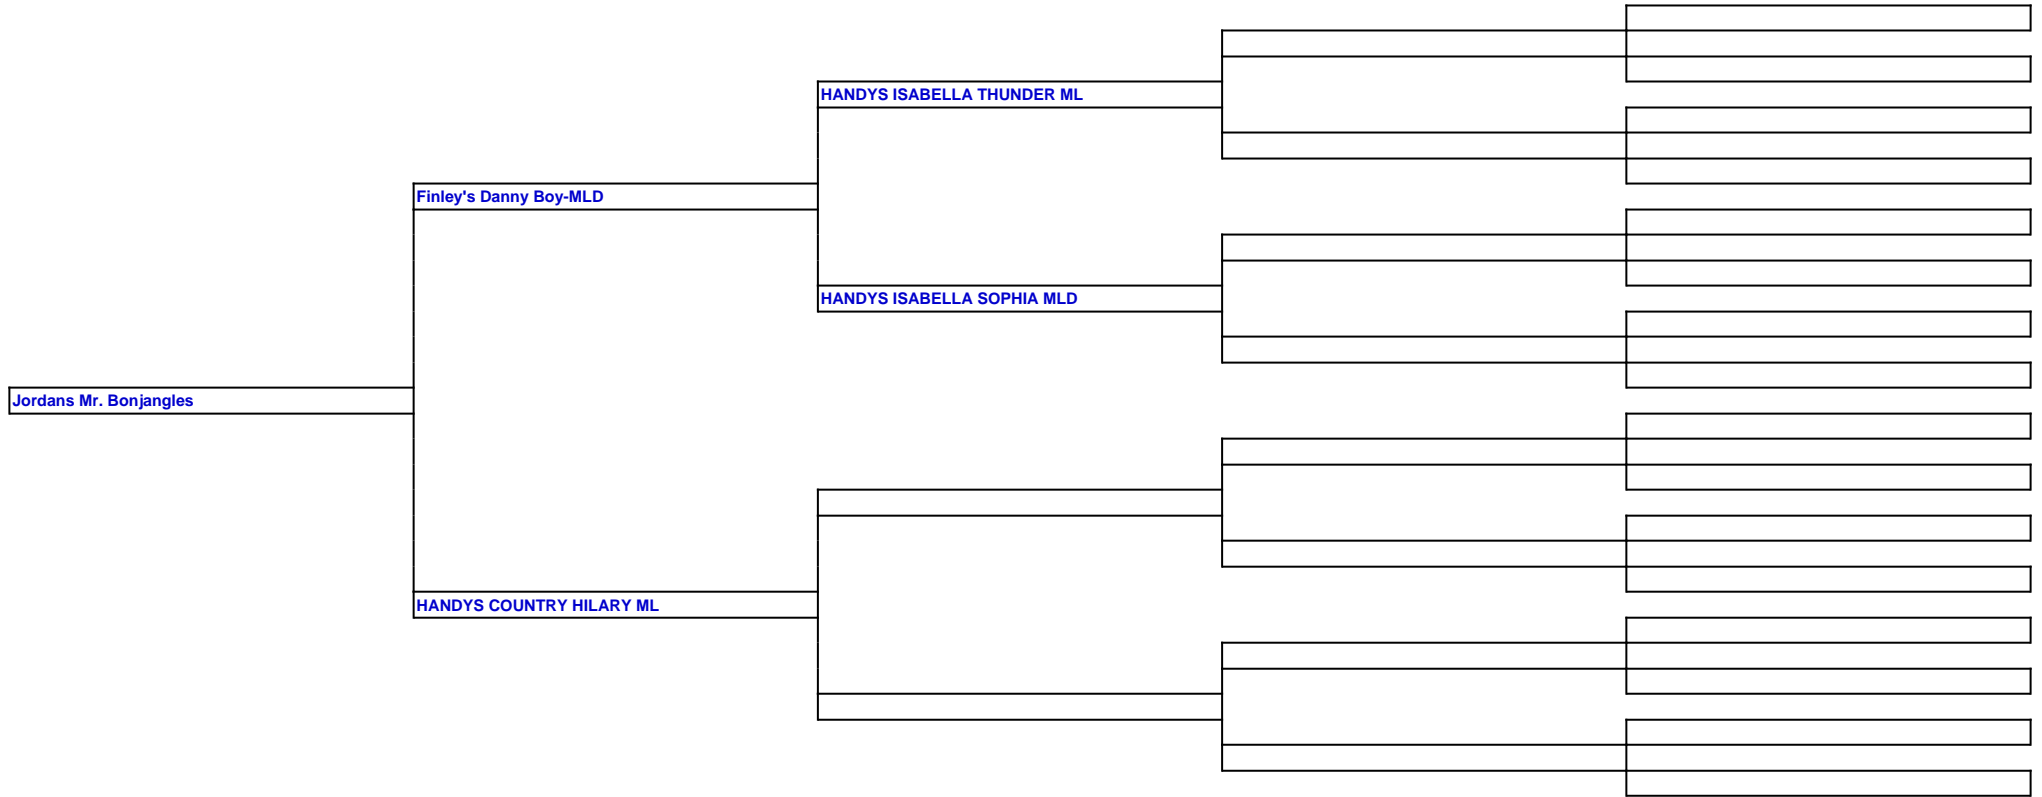 HANDYS ISABELLA THUNDER ML
Finley's Danny Boy-MLD
HANDYS ISABELLA SOPHIA MLD
Jordans Mr. Bonjangles
HANDYS COUNTRY HILARY ML